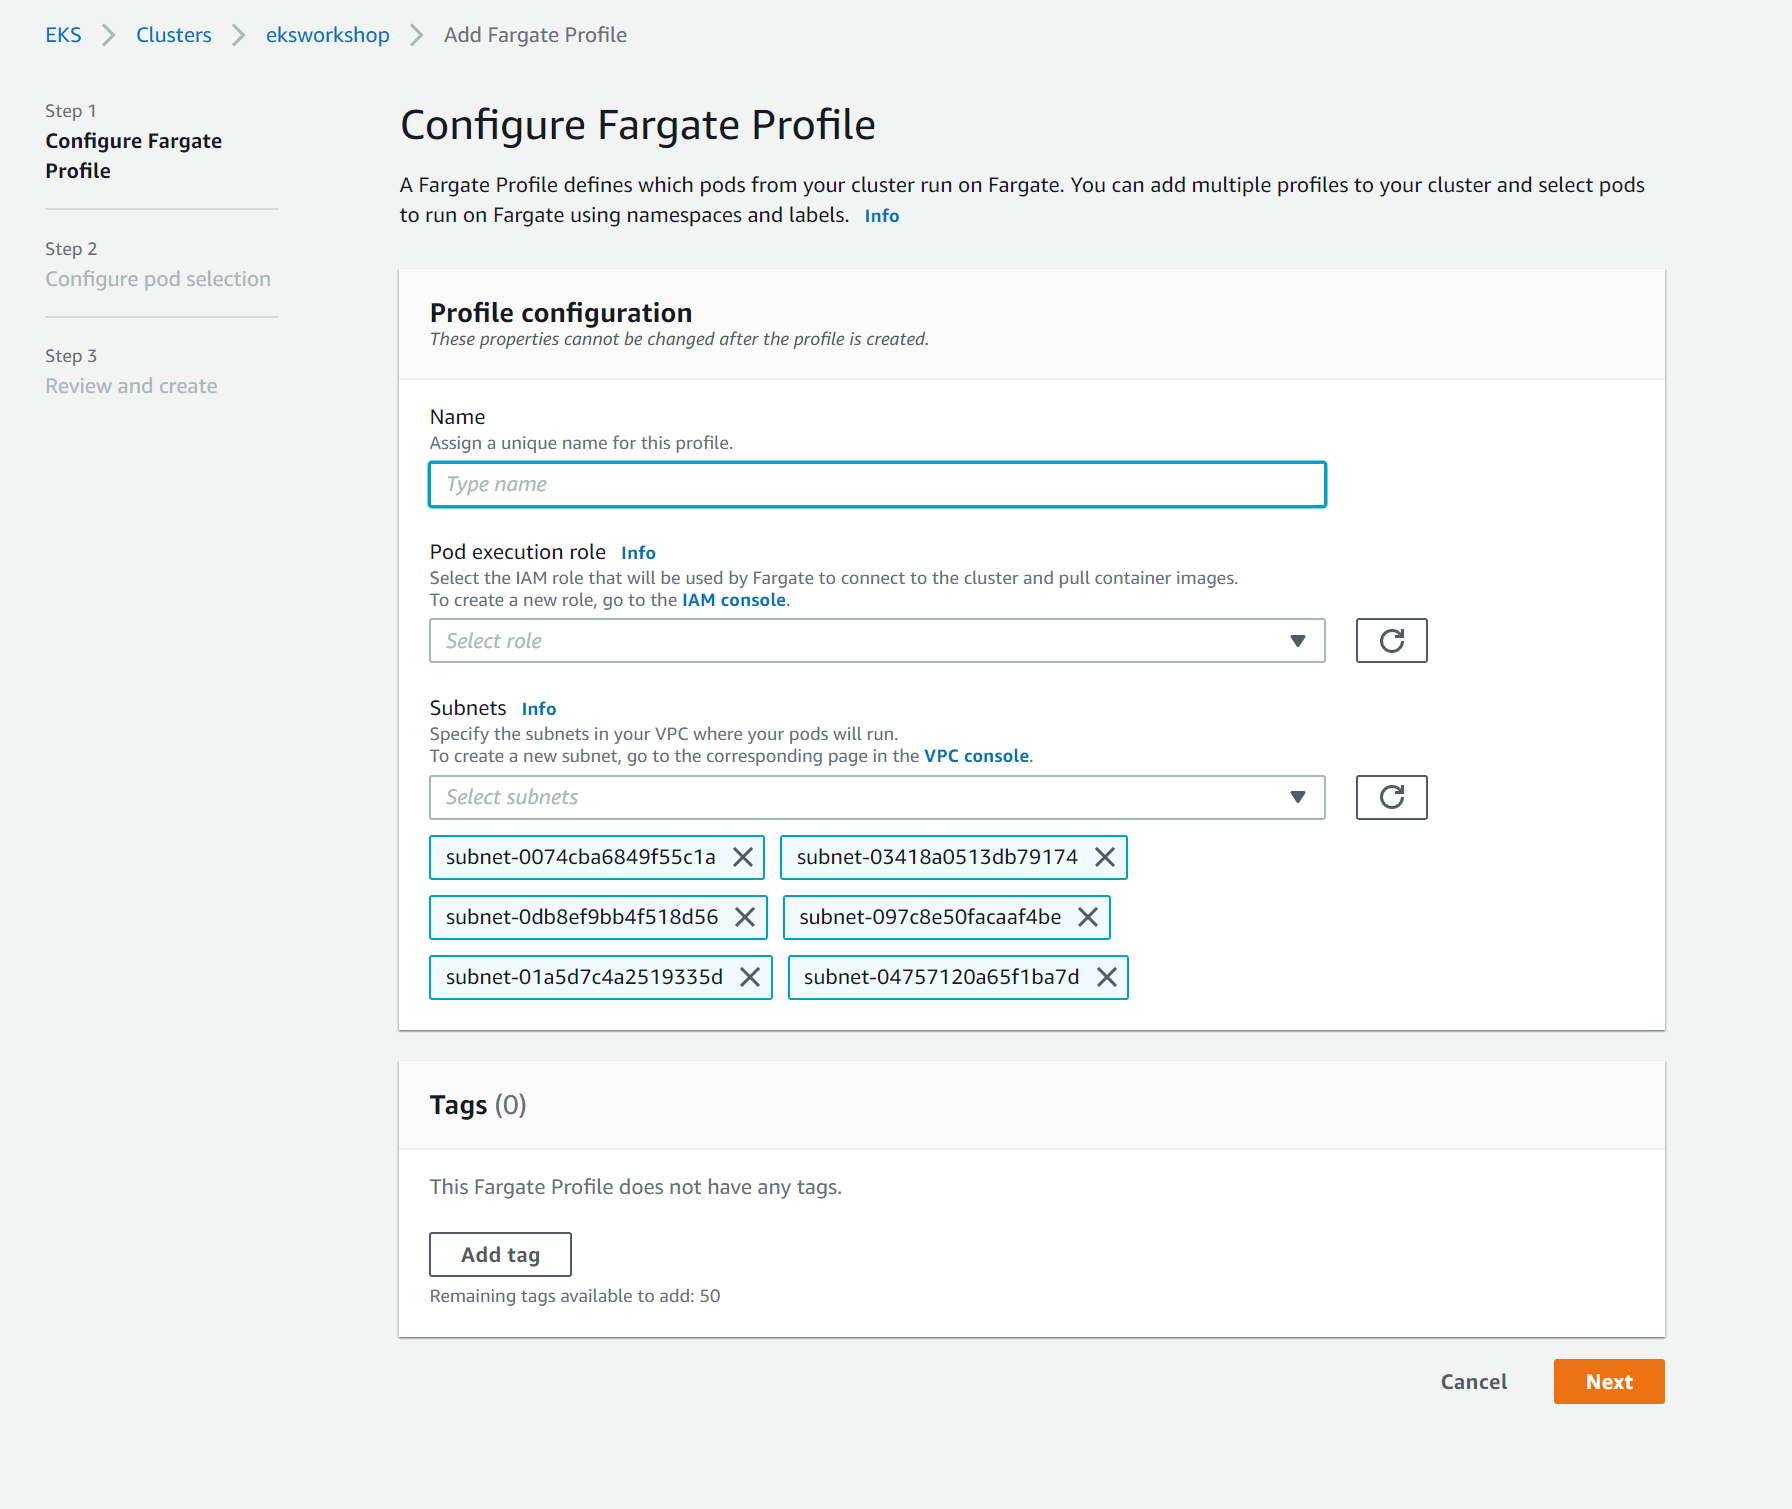 EKS Clusters eksworkshop Add Fargate Profile
Step 1
Configure Fargate
Profile
Step 2
Configure pod selection
Step 3
Review and create
Configure Fargate Profile
A Fargate Profile defines which pods from your cluster run on Fargate. You can add multiple profiles to your cluster and select pods
to run on Fargate using namespaces and labels. Info
Profile configuration
These properties cannot be changed after the profile is created.
Name
Assign a unique name for this profile.
Type name
Pod execution role Info
Select the IAM role that will be used by Fargate to connect to the cluster and pull container images.
To create a new role, go to the IAM console.
Select role
Subnets Info
Specify the subnets in your VPC where your pods will run.
To create a new subnet, go to the corresponding page in the VPC console.
Select subnets
subnet-0074cba6849f55c1a subnet-03418a0513db79174
subnet-0db8ef9bb4f518d56 subnet-097c8e50facaaf4be
subnet-01a5d7c4a2519335d subnet-04757120a65f1ba7d
Tags (0)
This Fargate Profile does not have any tags.
Add tag
Remaining tags available to add: 50
Cancel Next